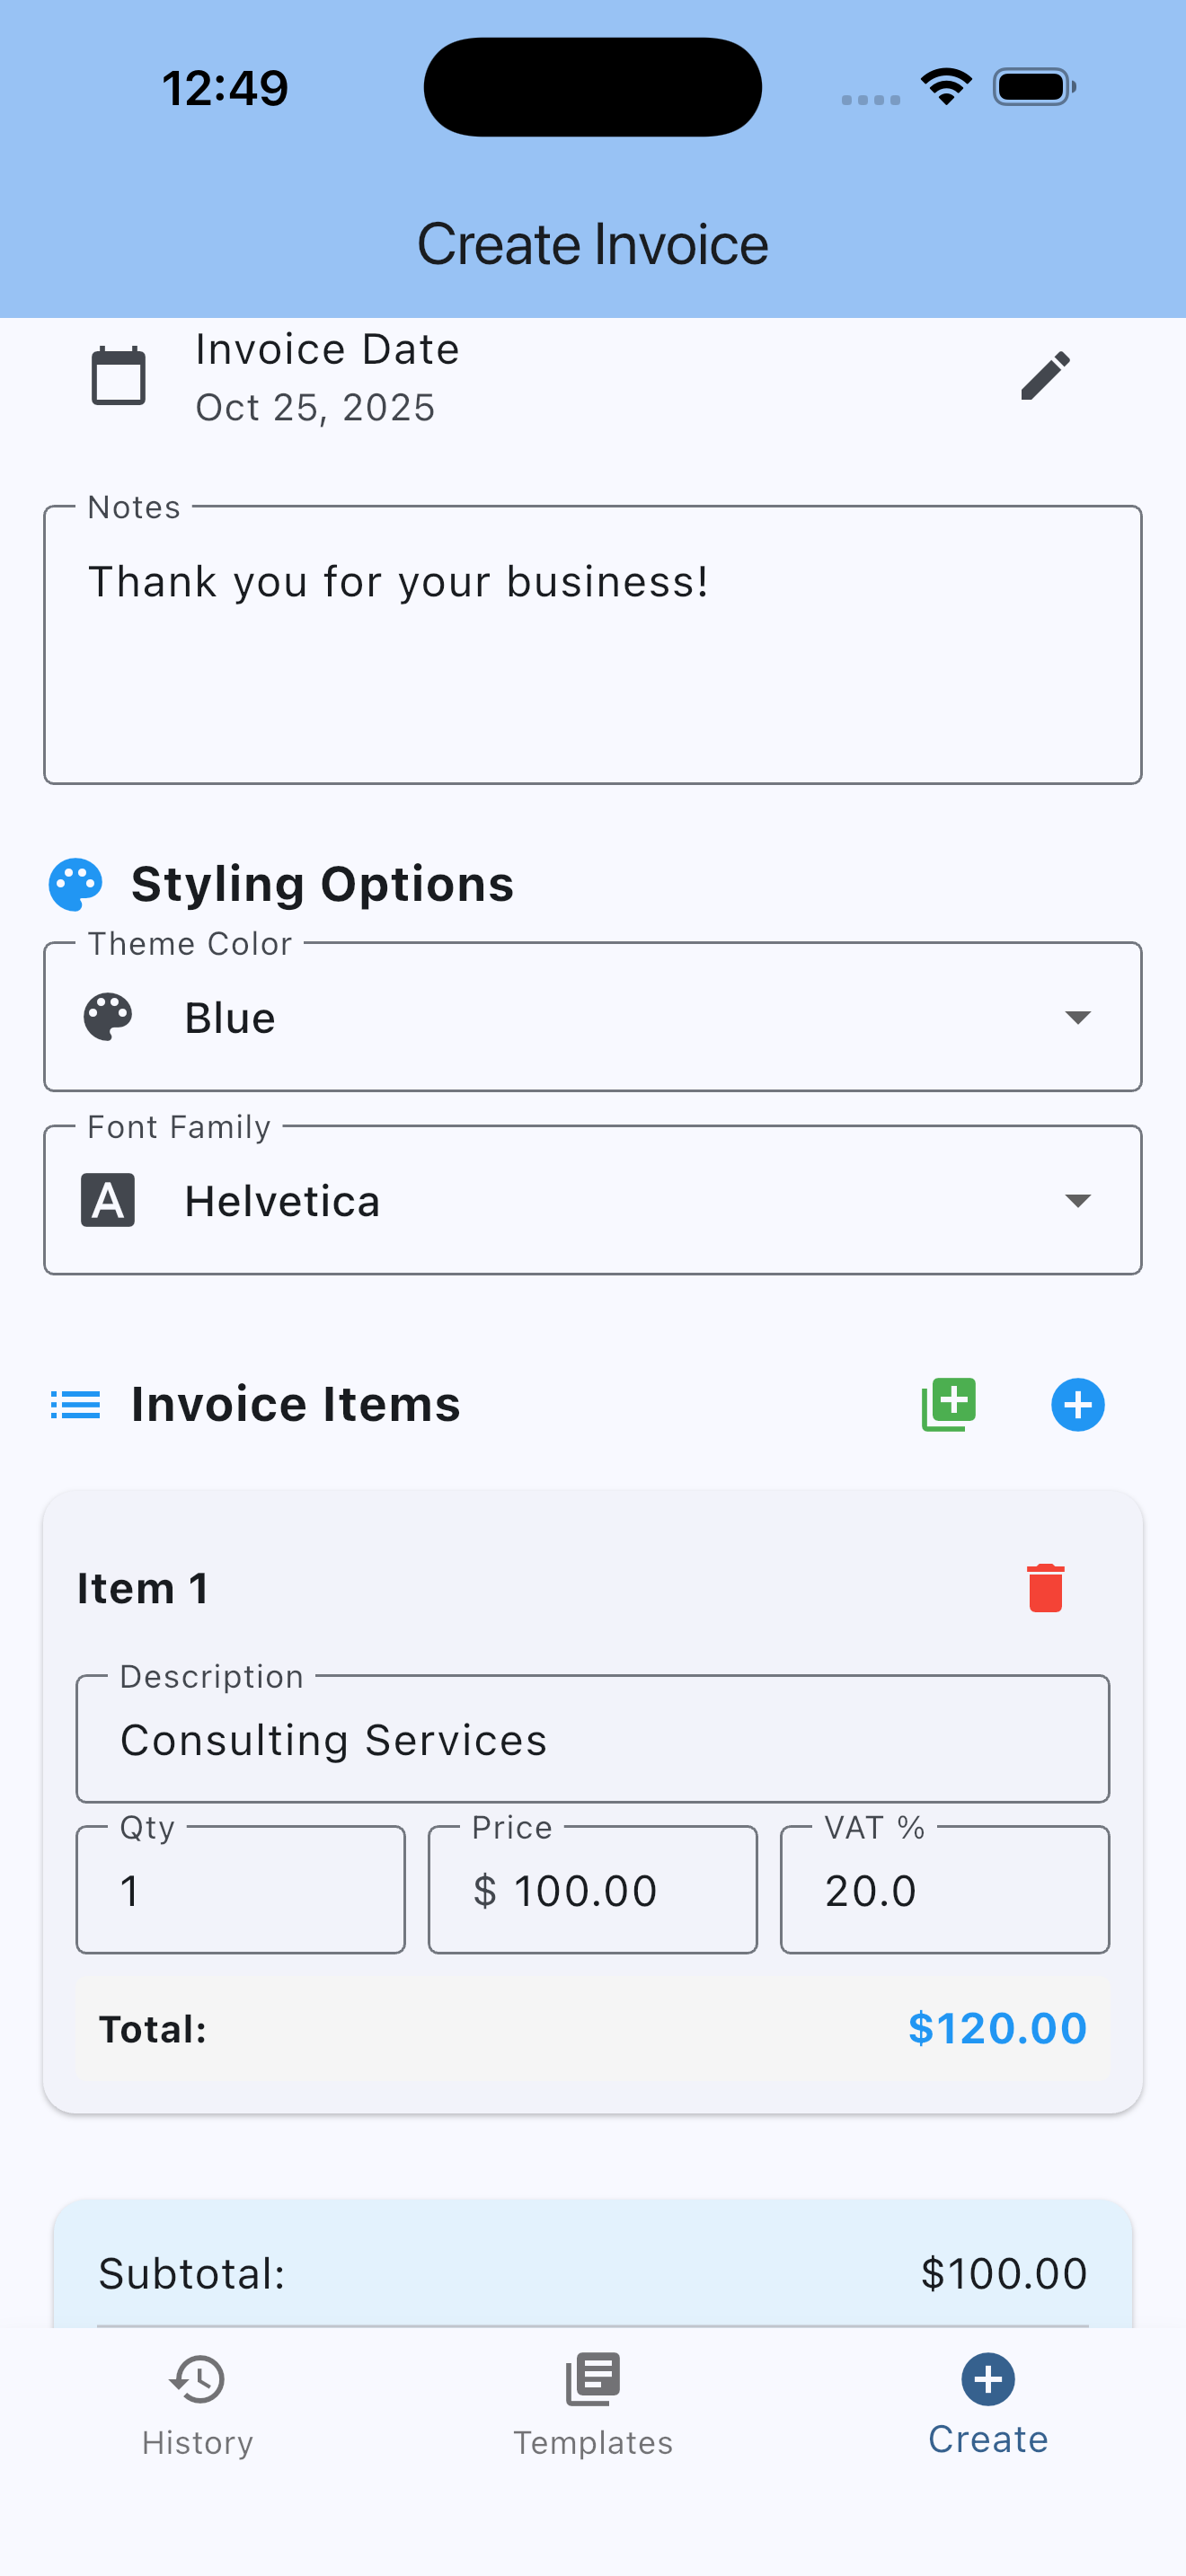 12:49
Create Invoice
Invoice Date
Oct 25, 2025
Notes
Thank you for your business!
Styling Options
Theme Color
Blue
Font Family
A Helvetica
Invoice Items
Item 1
Description
Consulting Services
Qty Price VAT %
1 $ 100.00 20.0
Total: $120.00
Subtotal: $100.00
History Templates Create